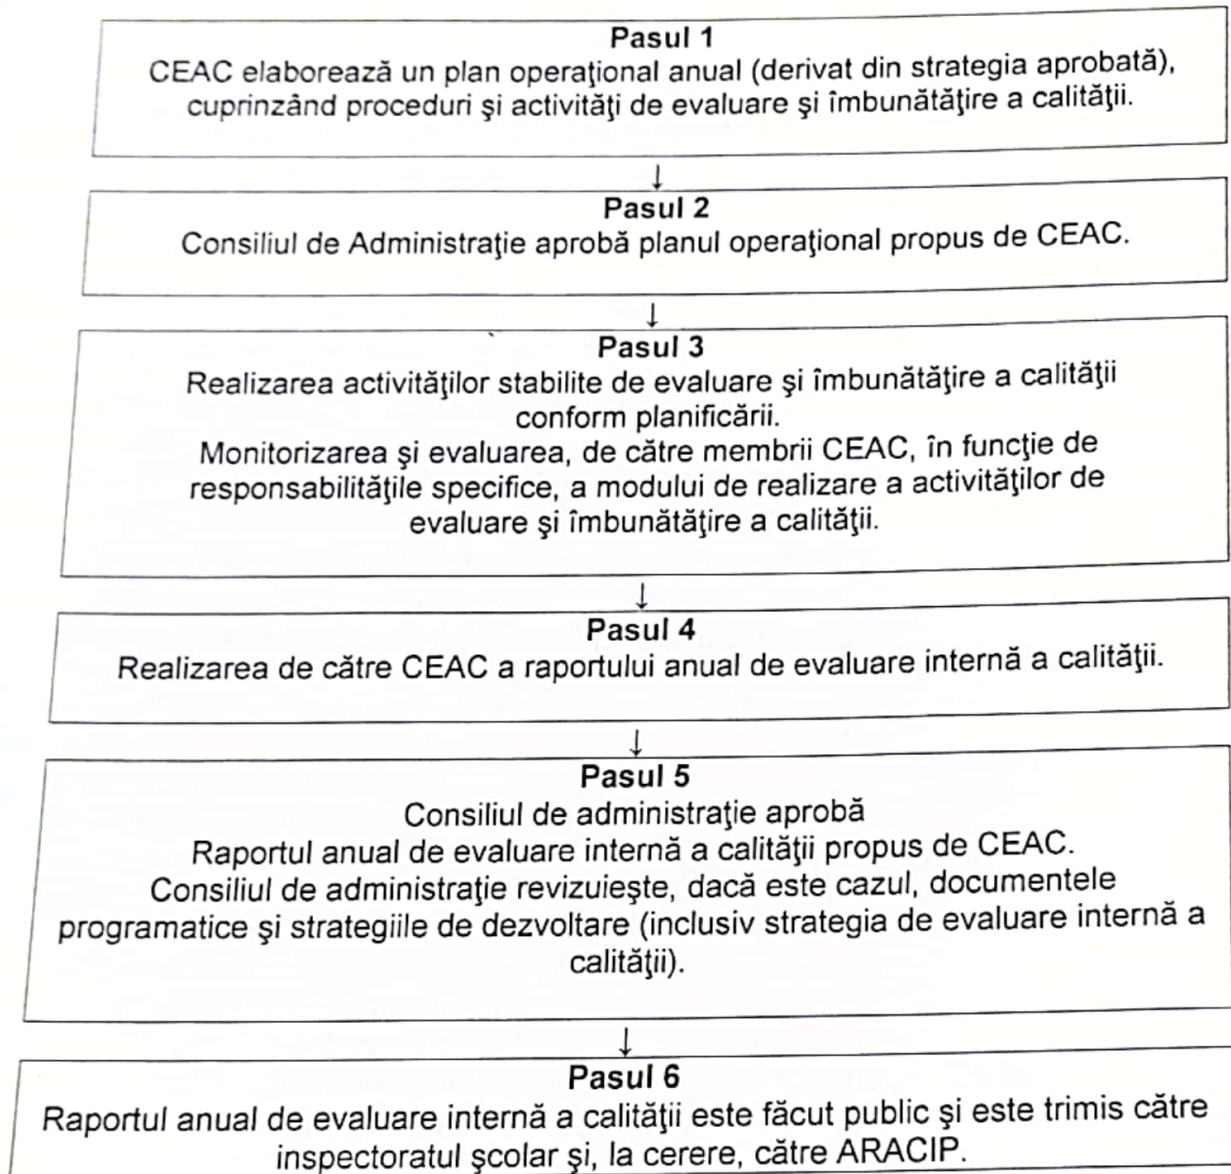 Pasul 1
CEAC elaborează un plan operaţional anual (derivat din strategia aprobată),
cuprinzând proceduri şi activităţi de evaluare şi îmbunătăţire a calităţii.
↓
Pasul 2
Consiliul de Administraţie aprobă planul operaţional propus de CEAC.
↓
Pasul 3
Realizarea activităţilor stabilite de evaluare şi îmbunătăţire a calităţii
conform planificării.
Monitorizarea şi evaluarea, de către membrii CEAC, în funcţie de
responsabilităţile specifice, a modului de realizare a activităţilor de
evaluare şi îmbunătăţire a calităţii.
↓
Pasul 4
Realizarea de către CEAC a raportului anual de evaluare internă a calităţii.
↓
Pasul 5
Consiliul de administraţie aprobă
Raportul anual de evaluare internă a calităţii propus de CEAC.
Consiliul de administraţie revizuieşte, dacă este cazul, documentele
programatice şi strategiile de dezvoltare (inclusiv strategia de evaluare internă a
calităţii).
↓
Pasul 6
Raportul anual de evaluare internă a calităţii este făcut public şi este trimis către
inspectoratul şcolar şi, la cerere, către ARACIP.